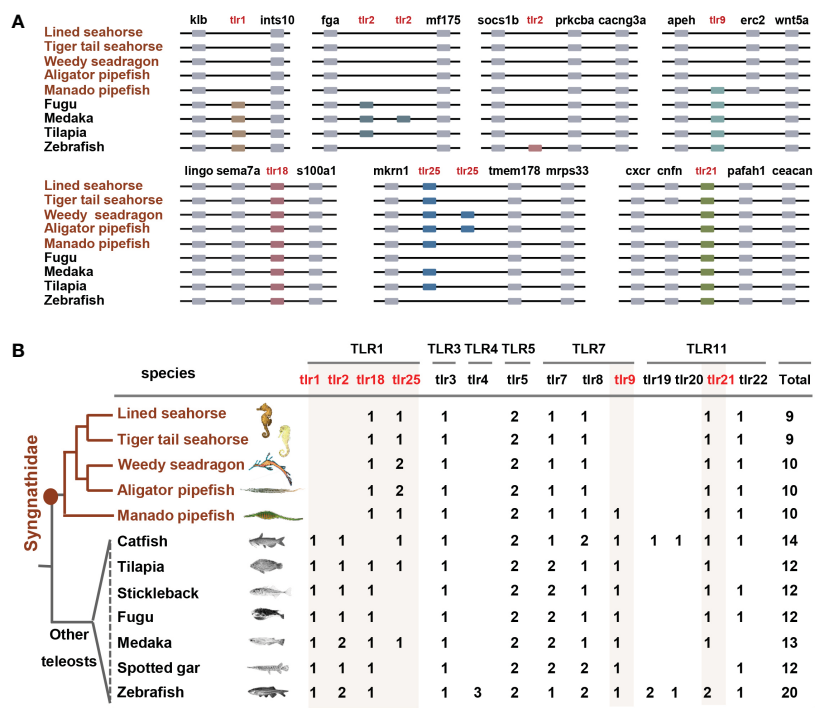 A
klb tlr1 ints10 fga tlr2 tlr2 mf175 socs1b tlr2 prkcba cacng3a apeh tlr9 erc2 wnt5a
Lined seahorse
Tiger tail seahorse
Weedy seadragon
Aligator pipefish
Manado pipefish
Fugu
Medaka
Tilapia
Zebrafish
lingo sema7a tlr18 s100a1 mkrn1 tlr25 tlr25 tmem178 mrps33 cxcr cnfn tlr21 pafah1 ceacan
Lined seahorse
Tiger tail seahorse
Weedy seadragon
Aligator pipefish
Manado pipefish
Fugu
Medaka
Tilapia
Zebrafish
B
TLR1 TLR3 TLR4 TLR5 TLR7 TLR11
species tlr1 tlr2 tlr18 tlr25 tlr3 tlr4 tlr5 tlr7 tlr8 tlr9 tlr19 tlr20 tlr21 tlr22 Total
Syngnathidae
Lined seahorse 1 1 1 2 1 1 1 1 9
Tiger tail seahorse 1 1 1 2 1 1 1 1 9
Weedy seadragon 1 2 1 2 1 1 1 1 10
Aligator pipefish 1 2 1 2 1 1 1 1 10
Manado pipefish 1 1 1 2 1 1 1 1 1 10
Catfish 1 1 1 1 2 1 2 1 1 1 1 1 14
Tilapia 1 1 1 1 1 2 2 1 1 1 12
Stickleback 1 1 1 1 2 2 1 1 1 1 12
Fugu 1 1 1 1 2 2 1 1 1 1 12
Other
teleosts
Medaka 1 2 1 1 1 2 2 1 1 1 13
Spotted gar 1 1 1 1 2 2 2 1 1 12
Zebrafish 1 2 1 1 3 2 1 2 1 2 1 2 1 20